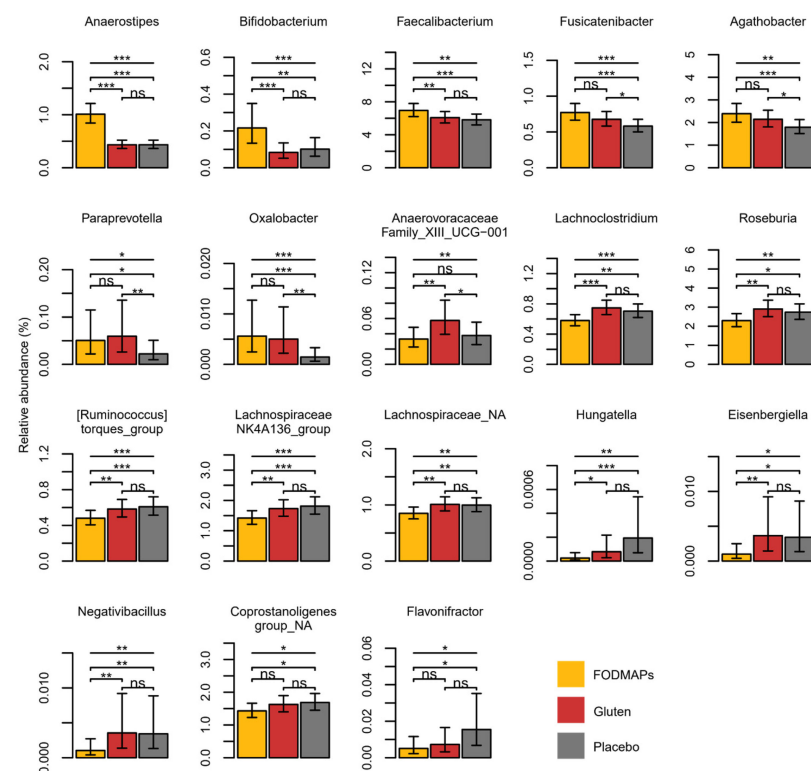 Anaerostipes
Bifidobacterium
Faecalibacterium
Fusicatenibacter
Agathobacter
***
***
***
ns
0.0
1.0
2.0
***
**
***
ns
0.0
0.2
0.4
0.6
**
***
**
ns
0
4
8
12
***
***
ns
*
0.0
0.5
1.0
1.5
**
***
ns
*
0
1
2
3
4
5
Relative abundance (%)
Paraprevotella
Oxalobacter
Anaerovoracaceae
Family_XIII_UCG−001
Lachnoclostridium
Roseburia
*
*
ns
**
0.00
0.10
0.20
***
***
ns
**
0.000
0.010
0.020
**
ns
**
*
0.00
0.06
0.12
***
**
***
ns
0.0
0.4
0.8
1.2
**
*
**
ns
0
1
2
3
4
5
6
[Ruminococcus]
torques_group
Lachnospiraceae
NK4A136_group
Lachnospiraceae_NA
Hungatella
Eisenbergiella
***
***
**
ns
0.0
0.4
0.8
1.2
***
***
**
ns
0.0
1.0
2.0
3.0
**
**
**
ns
0.0
1.0
2.0
**
***
*
ns
0.0000
0.0006
*
*
**
ns
0.000
0.010
Negativibacillus
Coprostanoligenes
group_NA
Flavonifractor
**
**
**
ns
0.000
0.010
*
*
ns
ns
0.0
1.0
2.0
3.0
*
*
ns
ns
0.00
0.02
0.04
0.06
FODMAPs
Gluten
Placebo